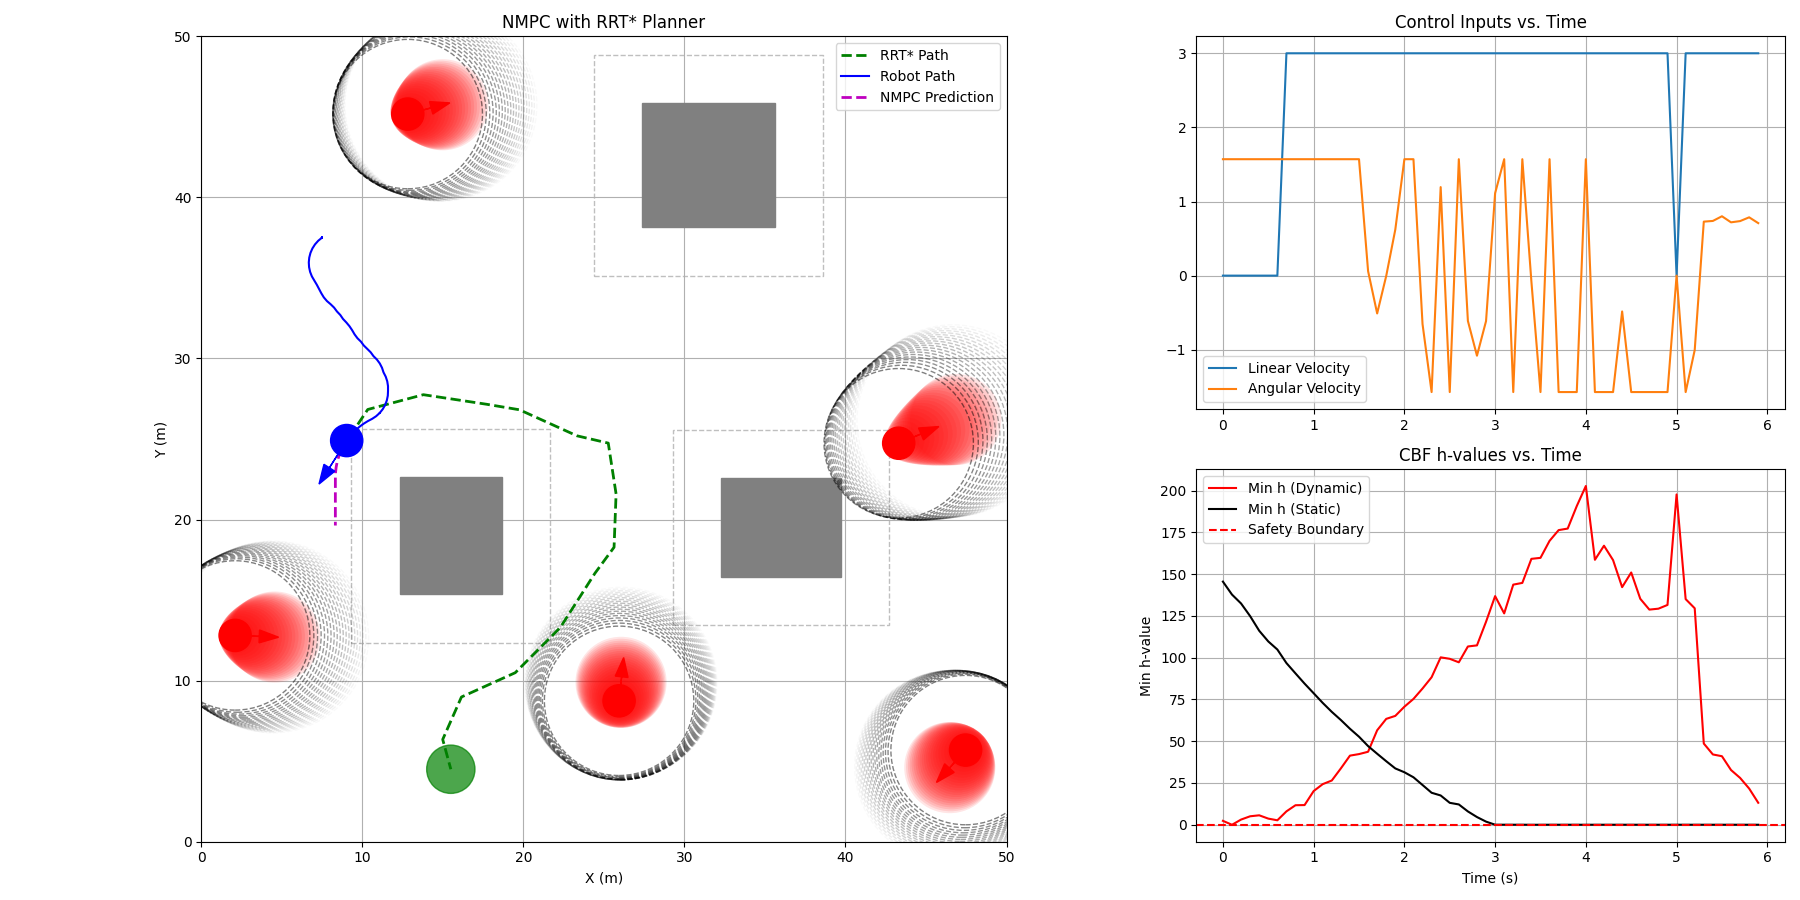 NMPC with RRT* Planner
RRT* Path
Robot Path
NMPC Prediction
50
40
30
20
10
0
Y (m)
0 10 20 30 40 50
X (m)
Control Inputs vs. Time
3
2
1
0
−1
Linear Velocity
Angular Velocity
0 1 2 3 4 5 6
CBF h-values vs. Time
Min h (Dynamic)
Min h (Static)
Safety Boundary
200
175
150
125
100
75
50
25
0
Min h-value
0 1 2 3 4 5 6
Time (s)